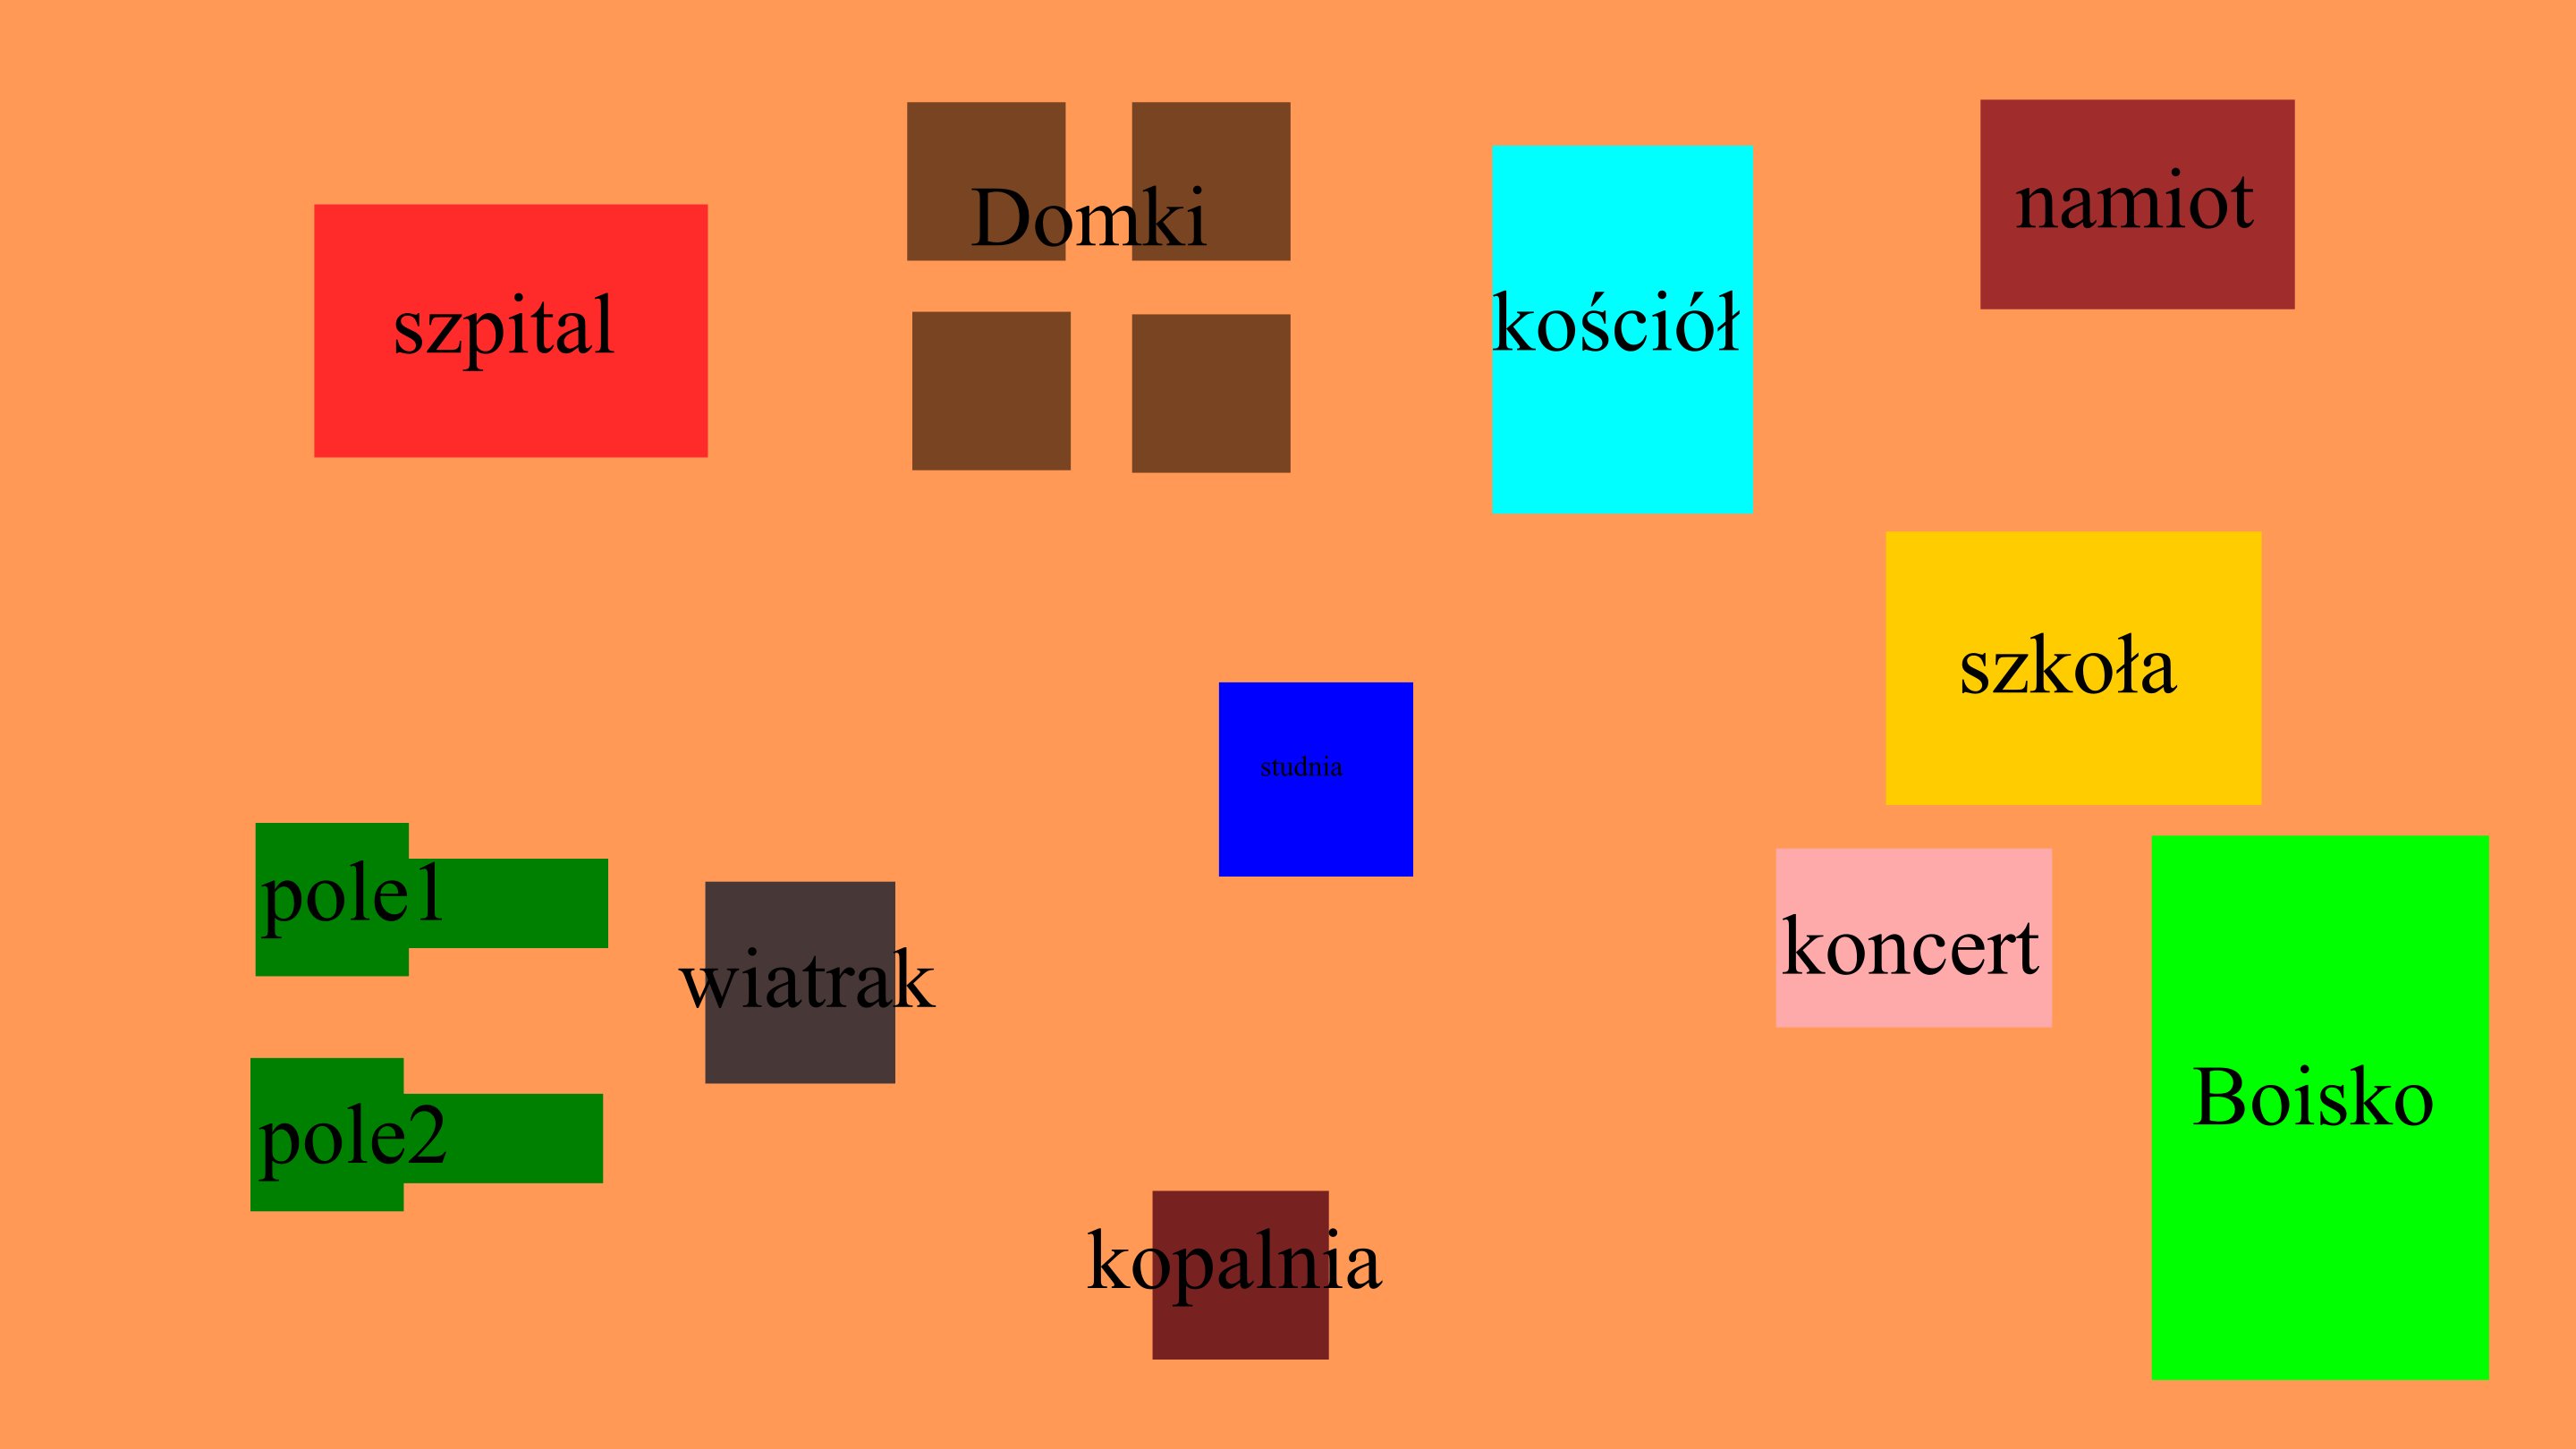 namiot
Domki
kościół
szpital
szkoła
studnia
pole1
koncert
wiatrak
Boisko
pole2
kopalnia